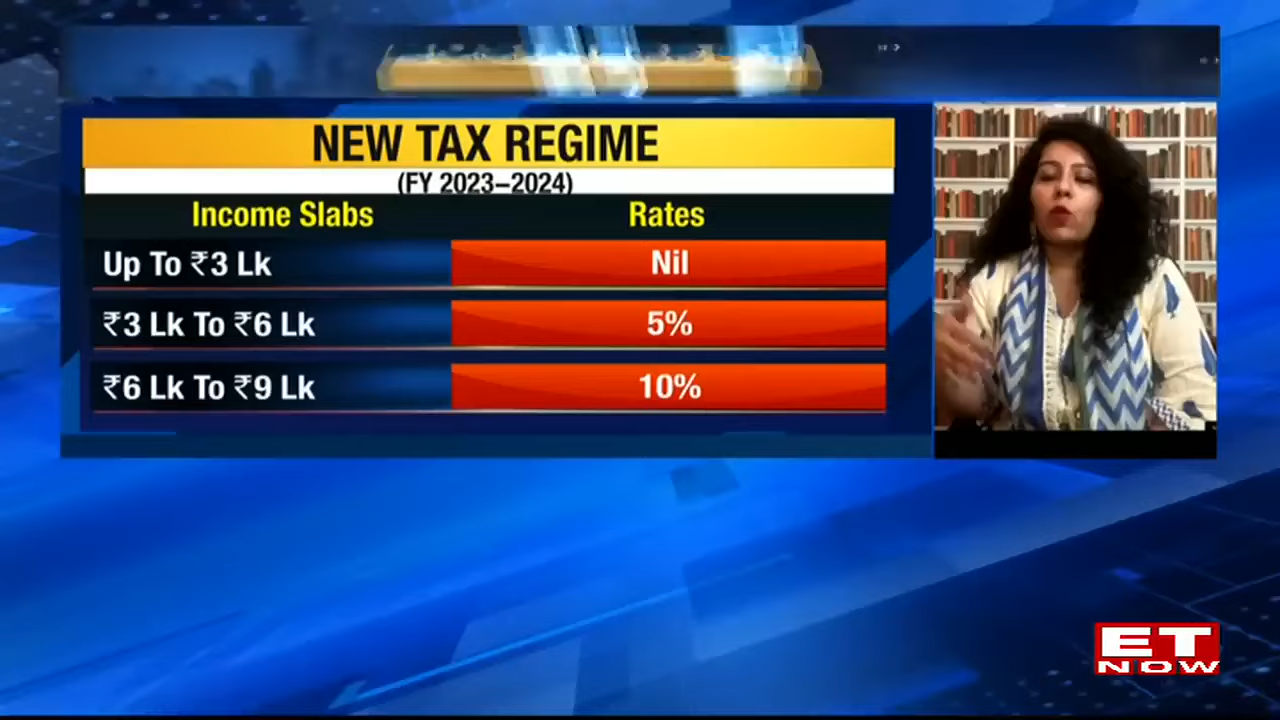 NEW TAX REGIME
(FY 2023–2024)
Income Slabs Rates
Up To ₹3 Lk Nil
₹3 Lk To ₹6 Lk 5%
₹6 Lk To ₹9 Lk 10%
ET
NOW